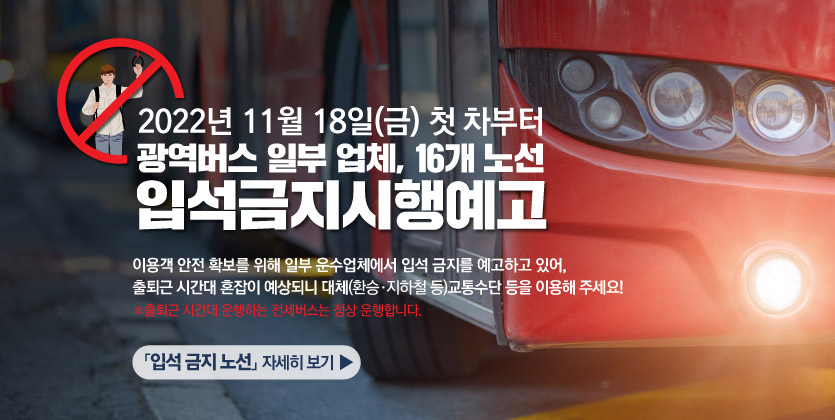 2022년 11월 18일(금) 첫 차부터
광역버스 일부 업체, 16개 노선
입석금지시행예고
이용객 안전 확보를 위해 일부 운수업체에서 입석 금지를 예고하고 있어,
출퇴근 시간대 혼잡이 예상되니 대체(환승·지하철 등)교통수단 등을 이용해 주세요!
※출퇴근 시간대 운행하는 전세버스는 정상 운행합니다.
「입석 금지 노선」 자세히 보기 ▶